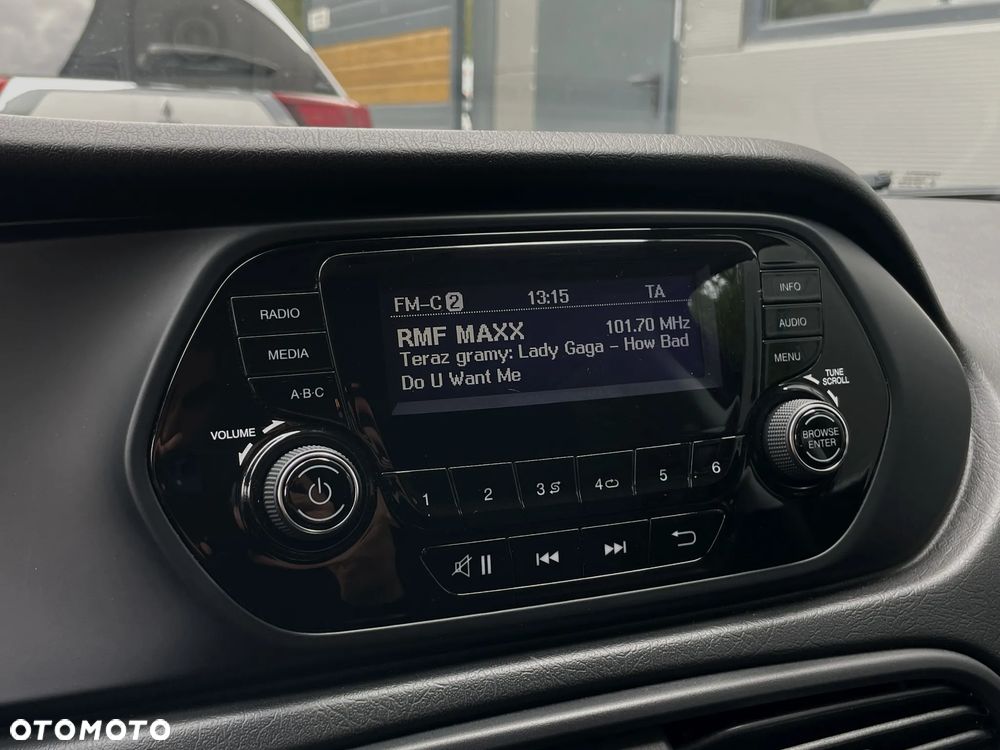 FM-C 2 13:15 TA
RMF MAXX 101.70 MHz
Teraz gramy: Lady Gaga - How Bad
Do U Want Me
RADIO
MEDIA
A·B·C
VOLUME
INFO
AUDIO
MENU
TUNE
SCROLL
BROWSE
ENTER
1 2 3 4 5 6
OTOMOTO